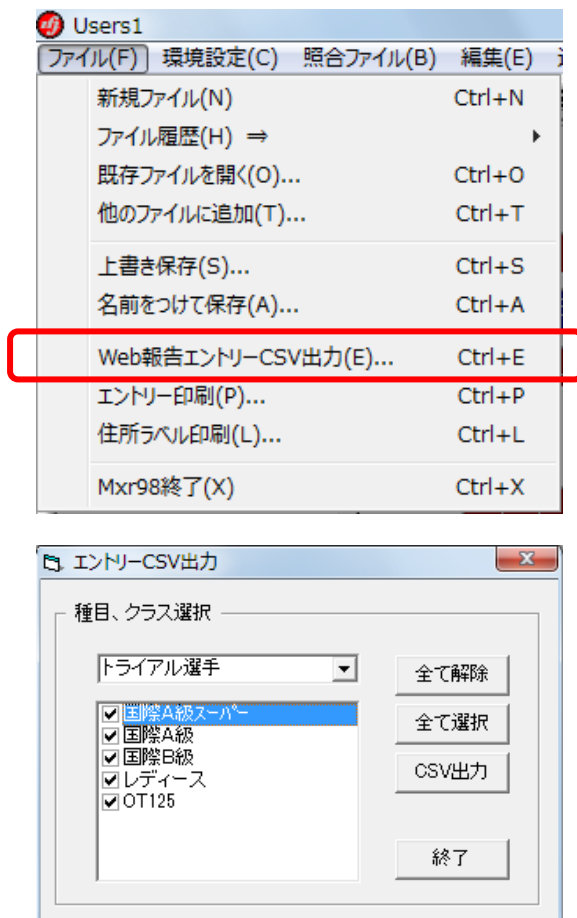 Users1
ファイル(F) 環境設定(C) 照合ファイル(B) 編集(E)
新規ファイル(N) Ctrl+N
ファイル履歴(H) ⇒
既存ファイルを開く(O)... Ctrl+O
他のファイルに追加(T)... Ctrl+T
上書き保存(S)... Ctrl+S
名前をつけて保存(A)... Ctrl+A
Web報告エントリーCSV出力(E)... Ctrl+E
エントリー印刷(P)... Ctrl+P
住所ラベル印刷(L)... Ctrl+L
Mxr98終了(X) Ctrl+X
エントリーCSV出力
種目、クラス選択
トライアル選手
全て解除
国際A級スーパー
国際A級
国際B級
レディース
OT125
全て選択
CSV出力
終了